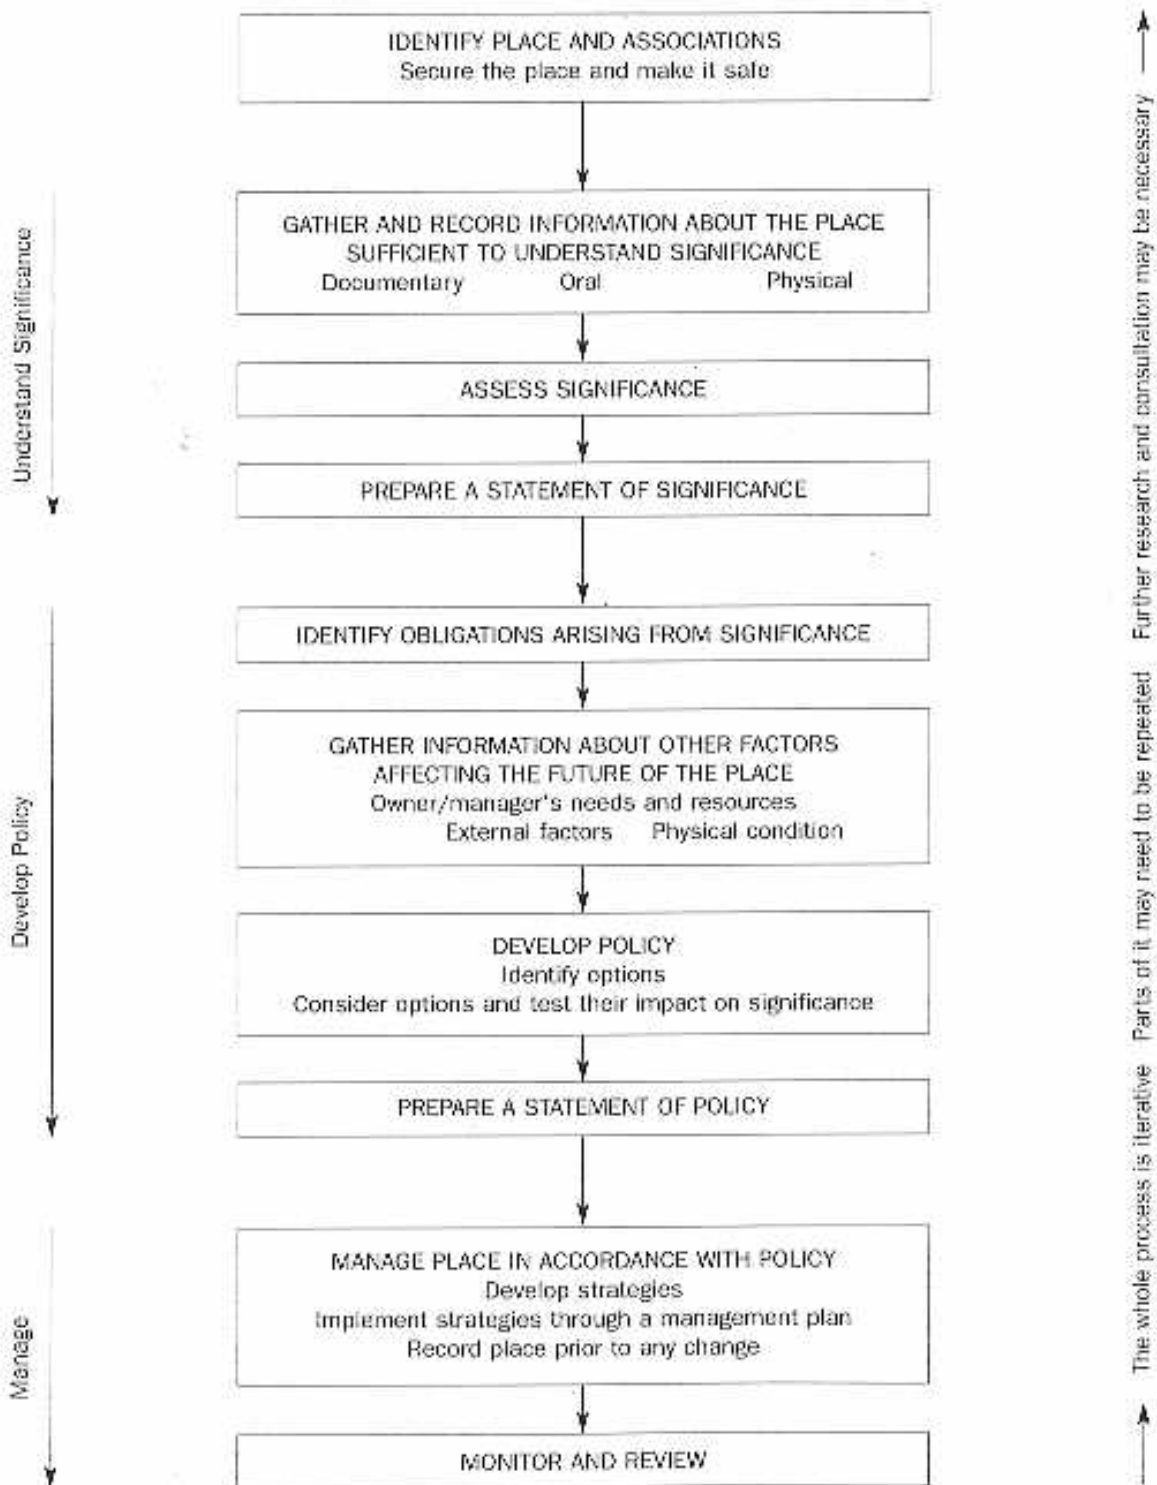 IDENTIFY PLACE AND ASSOCIATIONS
Secure the place and make it safe
GATHER AND RECORD INFORMATION ABOUT THE PLACE
SUFFICIENT TO UNDERSTAND SIGNIFICANCE
Documentary Oral Physical
ASSESS SIGNIFICANCE
PREPARE A STATEMENT OF SIGNIFICANCE
IDENTIFY OBLIGATIONS ARISING FROM SIGNIFICANCE
GATHER INFORMATION ABOUT OTHER FACTORS
AFFECTING THE FUTURE OF THE PLACE
Owner/manager's needs and resources
External factors Physical condition
DEVELOP POLICY
Identify options
Consider options and test their impact on significance
PREPARE A STATEMENT OF POLICY
MANAGE PLACE IN ACCORDANCE WITH POLICY
Develop strategies
Implement strategies through a management plan
Record place prior to any change
MONITOR AND REVIEW
Understand Significance
Develop Policy
Manage
The whole process is iterative Parts of it may need to be repeated Further research and consultation may be necessary